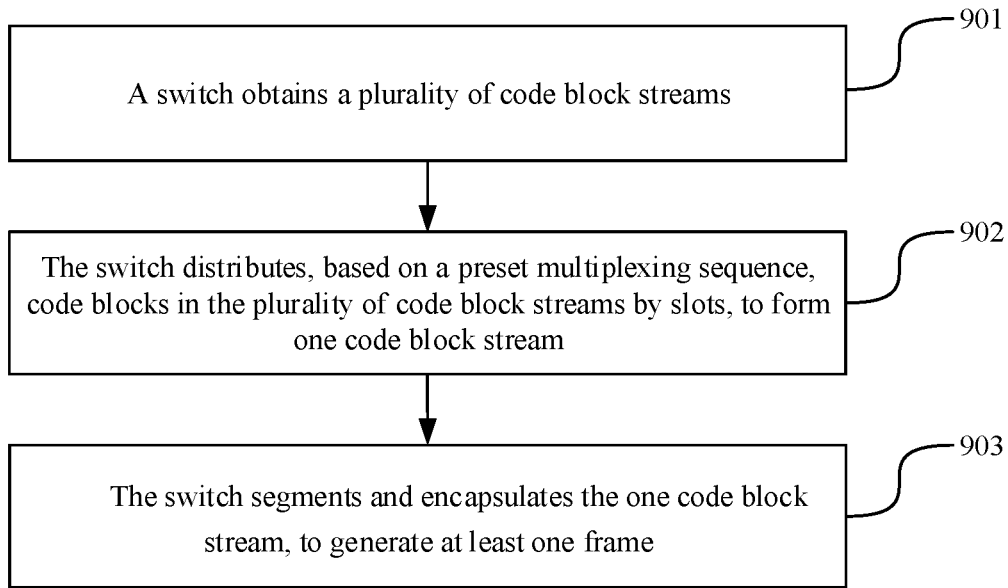 901
A switch obtains a plurality of code block streams
902
The switch distributes, based on a preset multiplexing sequence,
code blocks in the plurality of code block streams by slots, to form
one code block stream
903
The switch segments and encapsulates the one code block
stream, to generate at least one frame